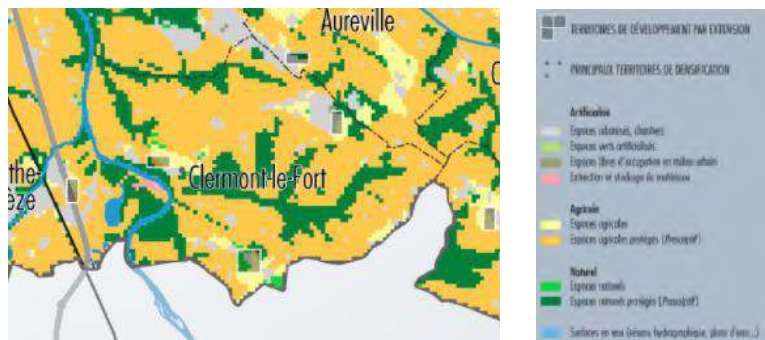 Aureville
Clermont-le-Fort
the-
èze
C
TERRITOIRES DE DÉVELOPPEMENT PAR EXTENSION
PRINCIPAUX TERRITOIRES DE DENSIFICATION
Artificialisé
Espaces urbanisés, chantiers
Espaces verts artificialisés
Espaces libres d'occupation en milieu urbain
Extraction et stockage de matériaux
Agricole
Espaces agricoles
Espaces agricoles protégés (Prescriptif)
Naturel
Espaces naturels
Espaces naturels protégés (Prescriptif)
Surfaces en eau (réseau hydrographique, plans d'eau...)